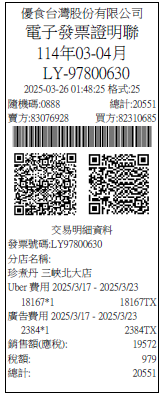 優食台灣股份有限公司
電子發票證明聯
114年03-04月
LY-97800630
2025-03-26 01:48:25 格式:25
隨機碼:0888 總計:20551
賣方:83076928 買方:82310685
交易明細資料
發票號碼:LY97800630
分店名稱:
珍煮丹 三峽北大店
Uber 費用 2025/3/17 - 2025/3/23
18167*1 18167TX
廣告費用 2025/3/17 - 2025/3/23
2384*1 2384TX
銷售額(應稅): 19572
稅額: 979
總計: 20551